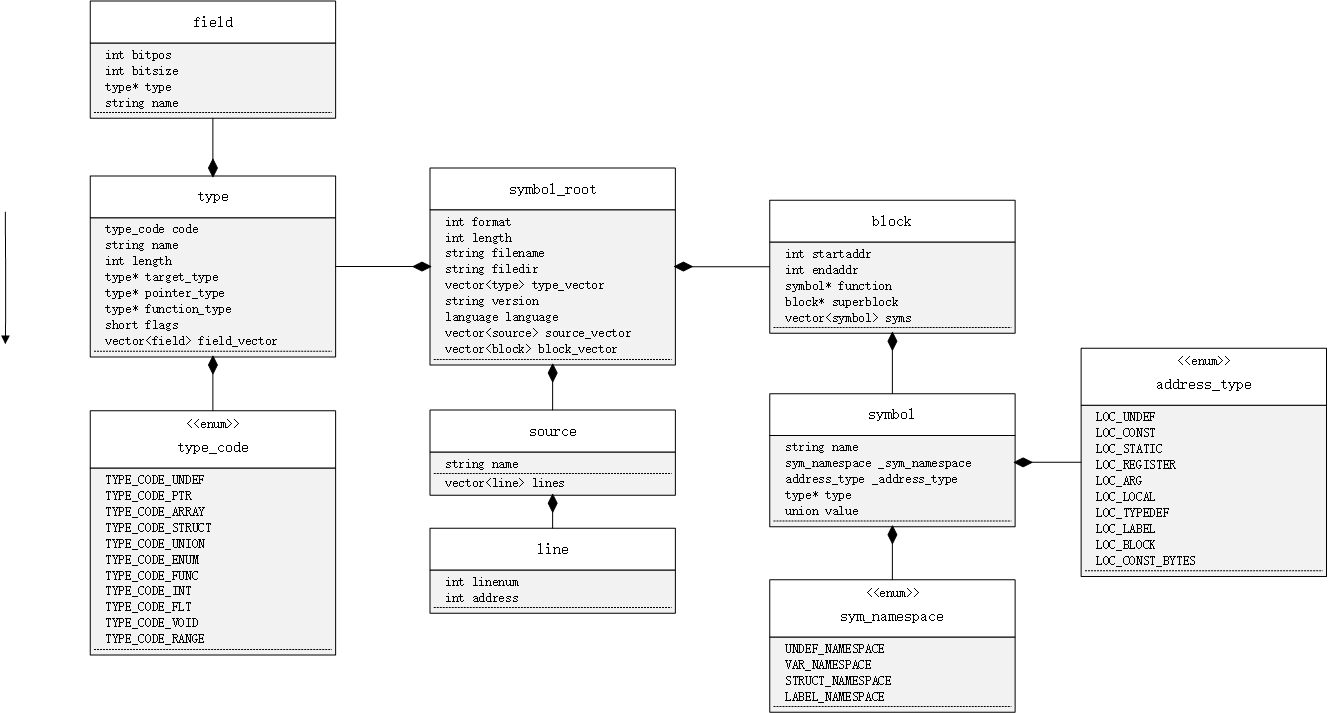 field
int bitpos
int bitsize
type* type
string name
type
type_code code
string name
int length
type* target_type
type* pointer_type
type* function_type
short flags
vector<field> field_vector
<<enum>>
type_code
TYPE_CODE_UNDEF
TYPE_CODE_PTR
TYPE_CODE_ARRAY
TYPE_CODE_STRUCT
TYPE_CODE_UNION
TYPE_CODE_ENUM
TYPE_CODE_FUNC
TYPE_CODE_INT
TYPE_CODE_FLT
TYPE_CODE_VOID
TYPE_CODE_RANGE
symbol_root
int format
int length
string filename
string filedir
vector<type> type_vector
string version
language language
vector<source> source_vector
vector<block> block_vector
source
string name
vector<line> lines
line
int linenum
int address
block
int startaddr
int endaddr
symbol* function
block* superblock
vector<symbol> syms
symbol
string name
sym_namespace _sym_namespace
address_type _address_type
type* type
union value
<<enum>>
sym_namespace
UNDEF_NAMESPACE
VAR_NAMESPACE
STRUCT_NAMESPACE
LABEL_NAMESPACE
<<enum>>
address_type
LOC_UNDEF
LOC_CONST
LOC_STATIC
LOC_REGISTER
LOC_ARG
LOC_LOCAL
LOC_TYPEDEF
LOC_LABEL
LOC_BLOCK
LOC_CONST_BYTES